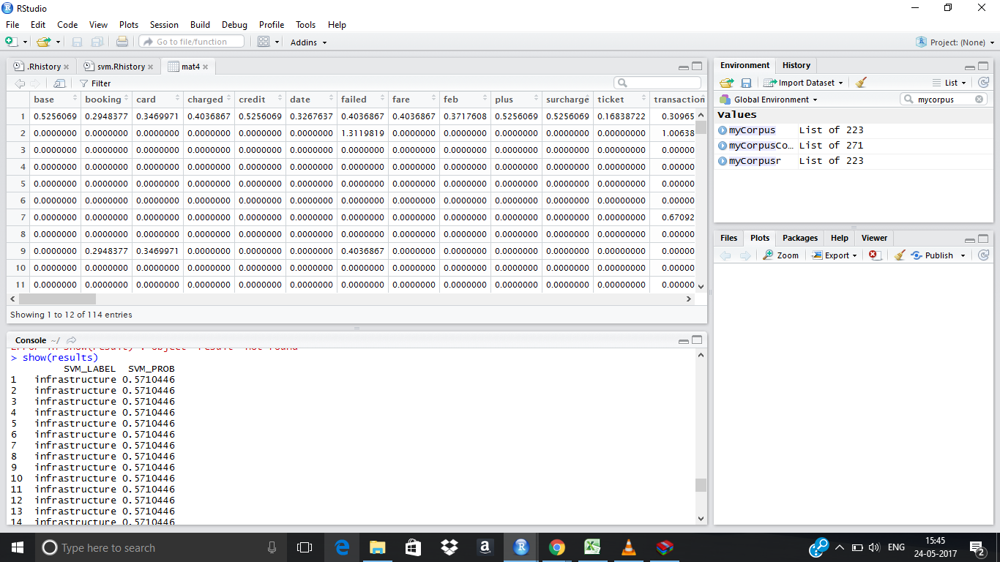 RStudio
File Edit Code View Plots Session Build Debug Profile Tools Help
Go to file/function Addins Project: (None)
.Rhistory svm.Rhistory mat4
Filter
base booking card charged credit date failed fare feb plus surcharge ticket transaction
1 0.5256069 0.2948377 0.3469971 0.4036867 0.5256069 0.3267637 0.4036867 0.4036867 0.3717608 0.5256069 0.5256069 0.16838722 0.30965
2 0.0000000 0.0000000 0.0000000 0.0000000 0.0000000 0.0000000 1.3119819 0.0000000 0.0000000 0.0000000 0.0000000 0.00000000 1.00638
3 0.0000000 0.0000000 0.0000000 0.0000000 0.0000000 0.0000000 0.0000000 0.0000000 0.0000000 0.0000000 0.0000000 0.00000000 0.00000
4 0.0000000 0.0000000 0.0000000 0.0000000 0.0000000 0.0000000 0.0000000 0.0000000 0.0000000 0.0000000 0.0000000 0.00000000 0.00000
5 0.0000000 0.0000000 0.0000000 0.0000000 0.0000000 0.0000000 0.0000000 0.0000000 0.0000000 0.0000000 0.0000000 0.00000000 0.00000
6 0.0000000 0.0000000 0.0000000 0.0000000 0.0000000 0.0000000 0.0000000 0.0000000 0.0000000 0.0000000 0.0000000 0.00000000 0.00000
7 0.0000000 0.0000000 0.0000000 0.0000000 0.0000000 0.0000000 0.0000000 0.0000000 0.0000000 0.0000000 0.0000000 0.00000000 0.67092
8 0.0000000 0.0000000 0.0000000 0.0000000 0.0000000 0.0000000 0.0000000 0.0000000 0.0000000 0.0000000 0.0000000 0.00000000 0.00000
9 0.0000000 0.2948377 0.3469971 0.0000000 0.0000000 0.0000000 0.4036867 0.0000000 0.0000000 0.0000000 0.0000000 0.00000000 0.00000
10 0.0000000 0.0000000 0.0000000 0.0000000 0.0000000 0.0000000 0.0000000 0.0000000 0.0000000 0.0000000 0.0000000 0.00000000 0.00000
11 0.0000000 0.0000000 0.0000000 0.0000000 0.0000000 0.0000000 0.0000000 0.0000000 0.0000000 0.0000000 0.0000000 0.00000000 0.00000
Showing 1 to 12 of 114 entries
Console ~/
> show(results)
SVM_LABEL SVM_PROB
1 infrastructure 0.5710446
2 infrastructure 0.5710446
3 infrastructure 0.5710446
4 infrastructure 0.5710446
5 infrastructure 0.5710446
6 infrastructure 0.5710446
7 infrastructure 0.5710446
8 infrastructure 0.5710446
9 infrastructure 0.5710446
10 infrastructure 0.5710446
11 infrastructure 0.5710446
12 infrastructure 0.5710446
13 infrastructure 0.5710446
14 infrastructure 0.5710446
Environment History
Import Dataset List
Global Environment mycorpus
Values
myCorpus List of 223
myCorpusCo... List of 271
myCorpusr List of 223
Files Plots Packages Help Viewer
Zoom Export Publish
Type here to search
ENG
15:45
24-05-2017
2